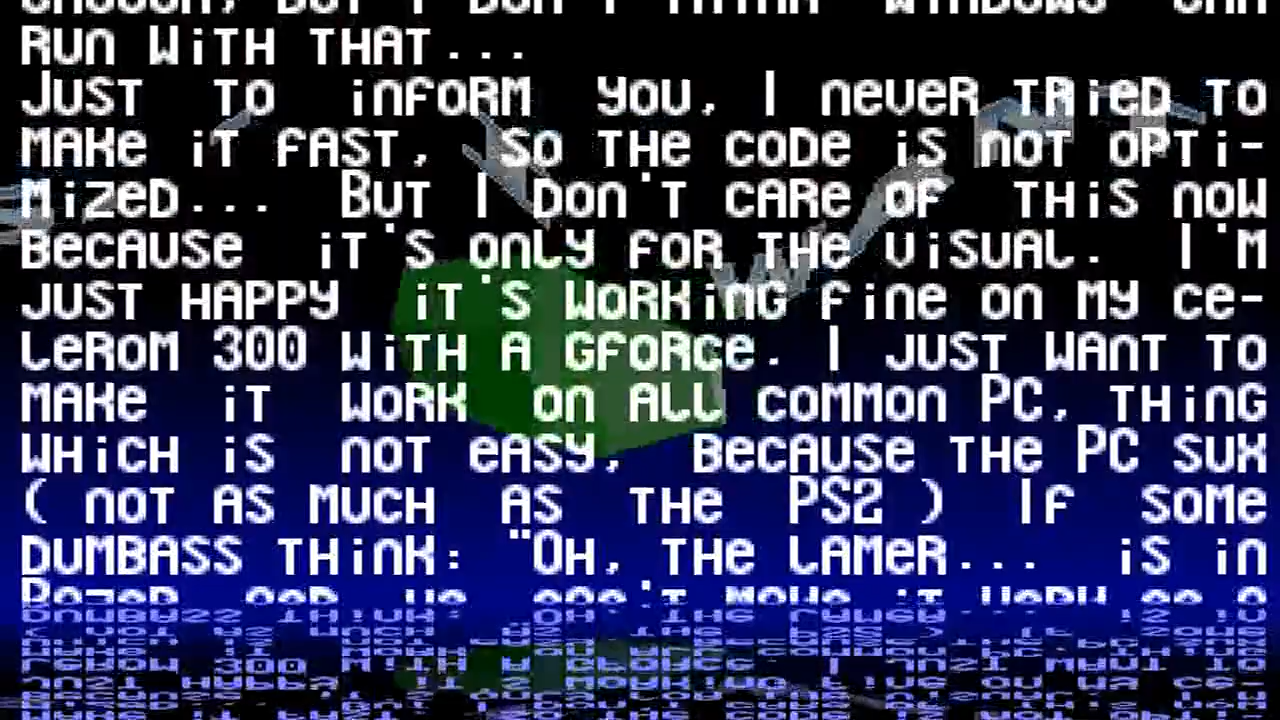 RUN WiTH THAT...
JUST TO inFORM YOU, I neVeR TRieD TO
MAKe iT FAST, SO THe CODe iS nOT OPTi-
MiZeD... BUT I DOn'T CARe OF THiS nOW
BeCAUSe iT'S OnLY FOR THe ViSUAL. I'M
JUST HAPPY iT'S WORKinG Fine On MY Ce-
LeROM 300 WiTH A GFORCe. I JUST WAnT TO
MAKe iT WORK On ALL COMMOn PC, THinG
WHiCH iS nOT eASY, BeCAUSe THe PC SUX
( nOT AS MUCH AS THe PS2 ) IF SOMe
DUMBASS THinK: "OH, THe LAMeR... iS in